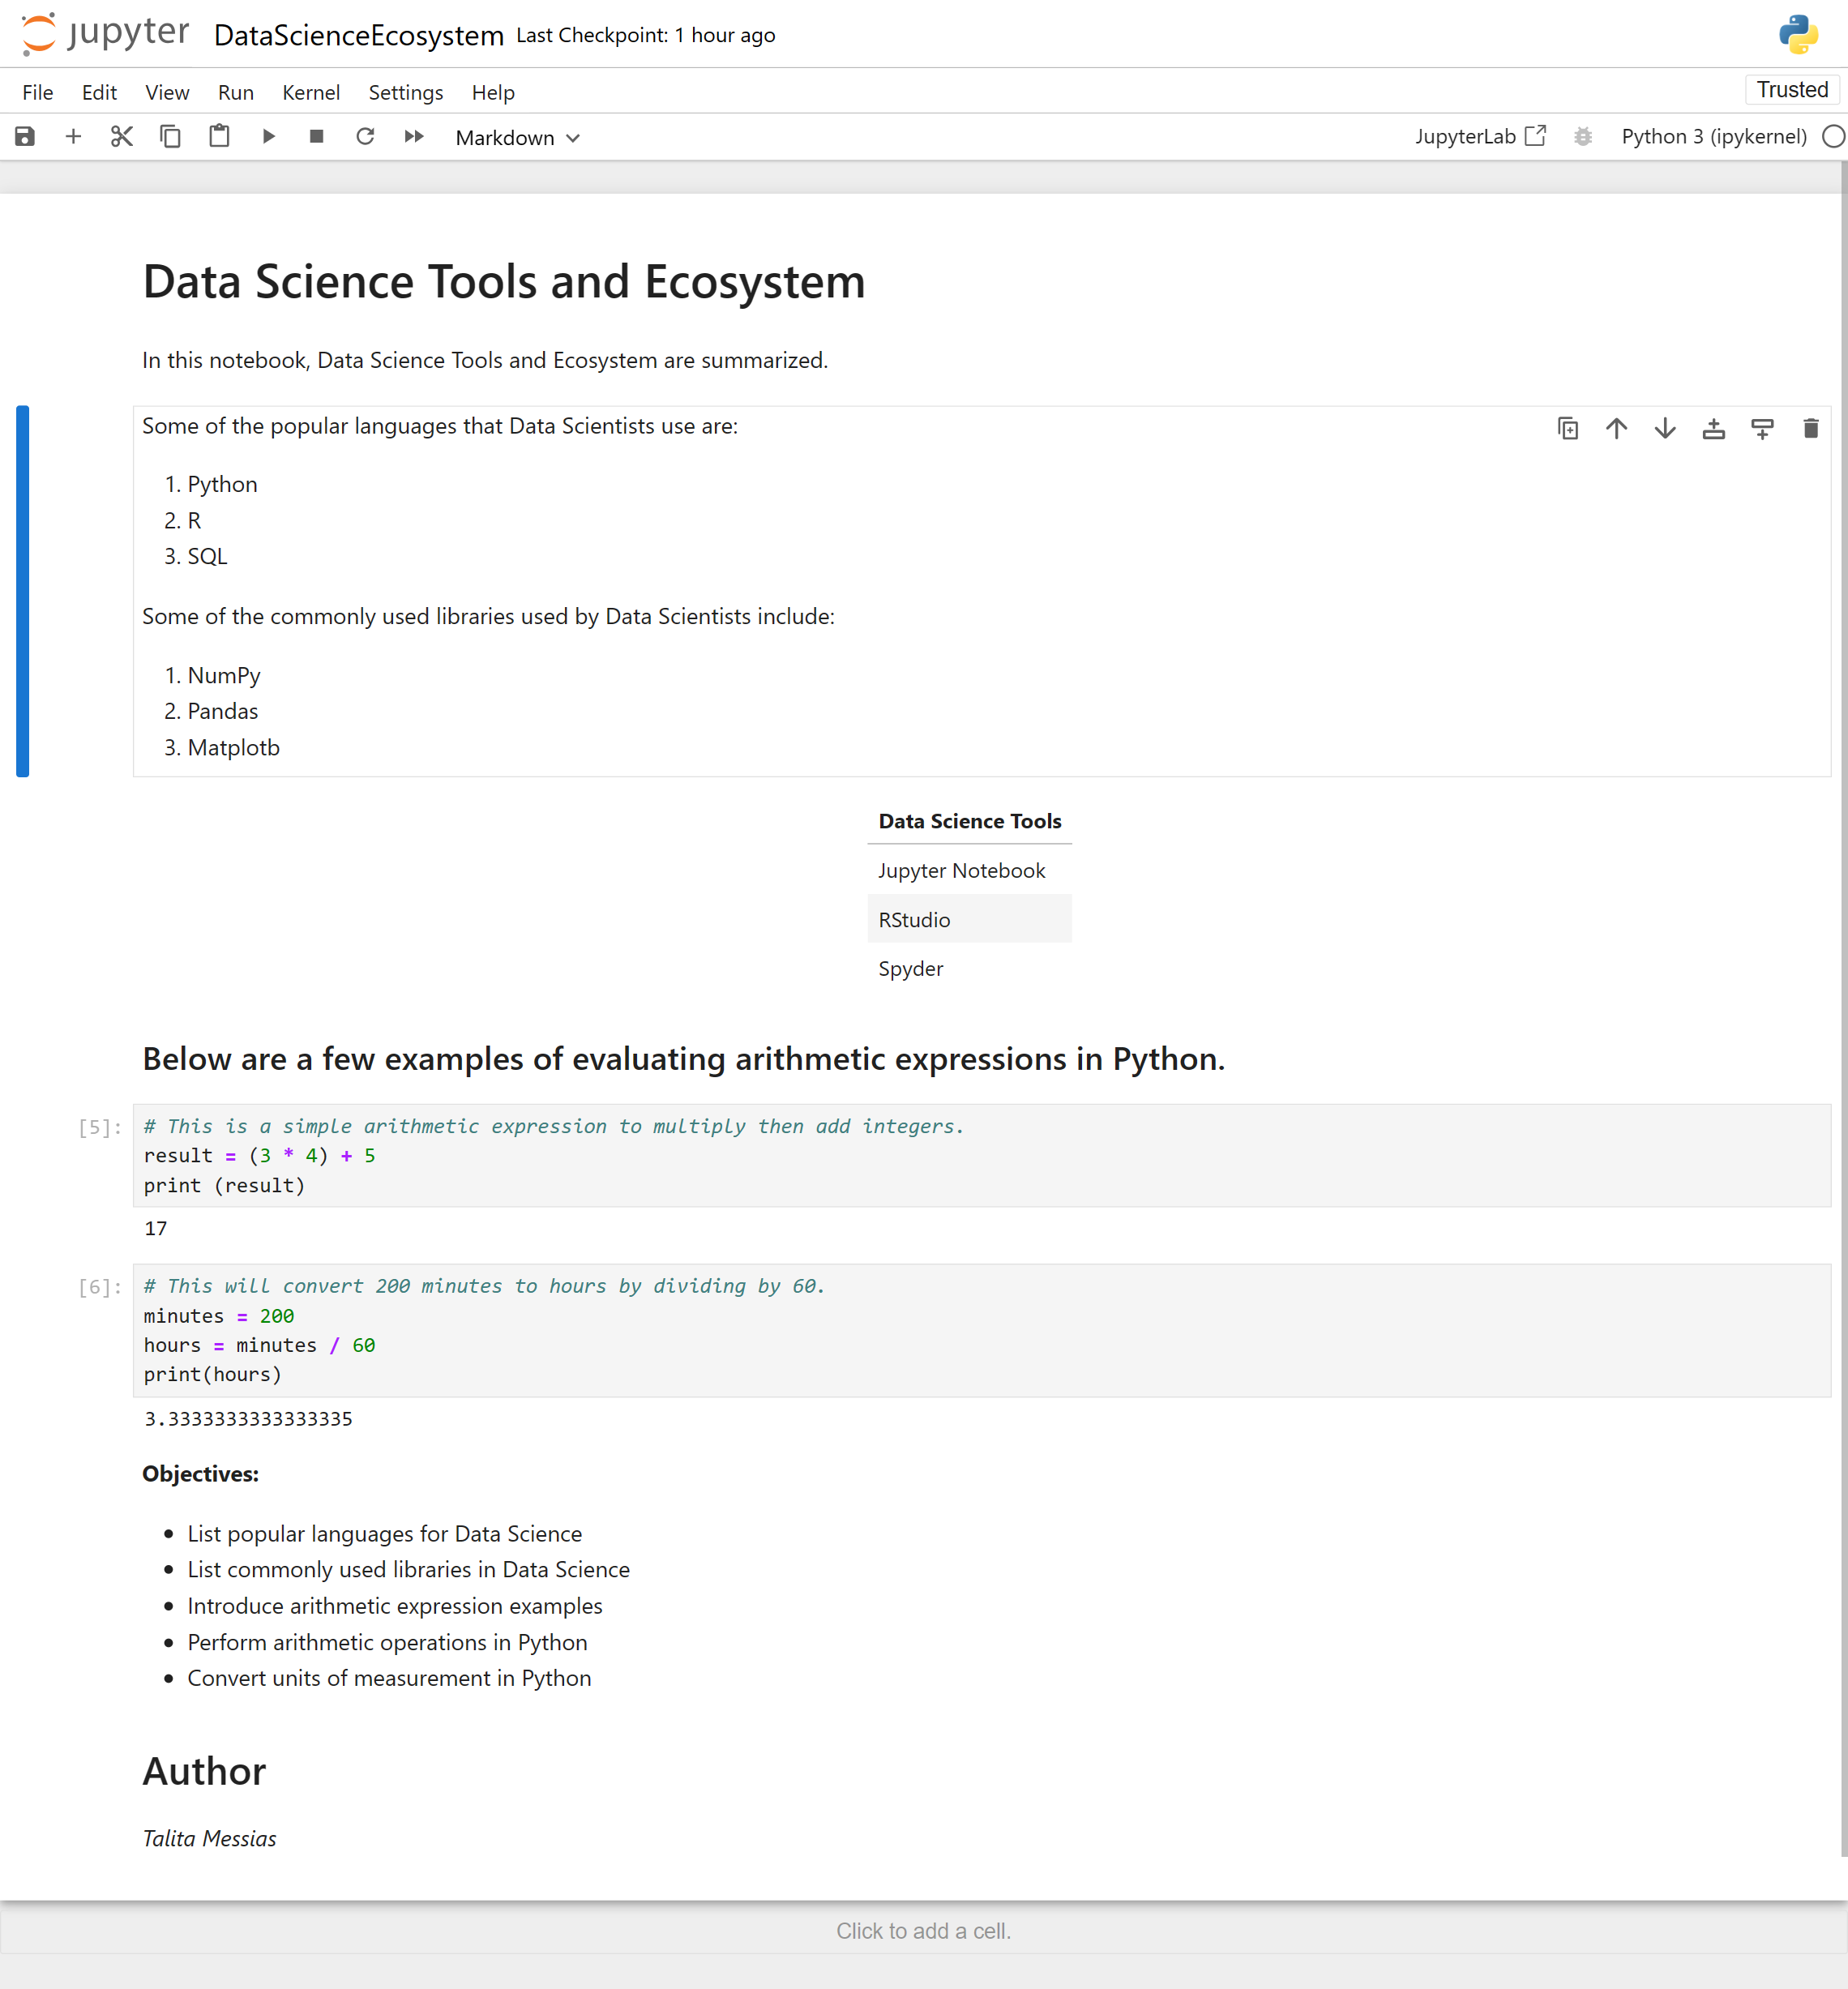 jupyter DataScienceEcosystem Last Checkpoint: 1 hour ago
File Edit View Run Kernel Settings Help Trusted
Markdown JupyterLab Python 3 (ipykernel)
Data Science Tools and Ecosystem
In this notebook, Data Science Tools and Ecosystem are summarized.
Some of the popular languages that Data Scientists use are:
1. Python
2. R
3. SQL
Some of the commonly used libraries used by Data Scientists include:
1. NumPy
2. Pandas
3. Matplotb
Data Science Tools
Jupyter Notebook
RStudio
Spyder
Below are a few examples of evaluating arithmetic expressions in Python.
[5]: # This is a simple arithmetic expression to multiply then add integers.
result = (3 * 4) + 5
print (result)
17
[6]: # This will convert 200 minutes to hours by dividing by 60.
minutes = 200
hours = minutes / 60
print(hours)
3.3333333333333335
Objectives:
• List popular languages for Data Science
• List commonly used libraries in Data Science
• Introduce arithmetic expression examples
• Perform arithmetic operations in Python
• Convert units of measurement in Python
Author
Talita Messias
Click to add a cell.